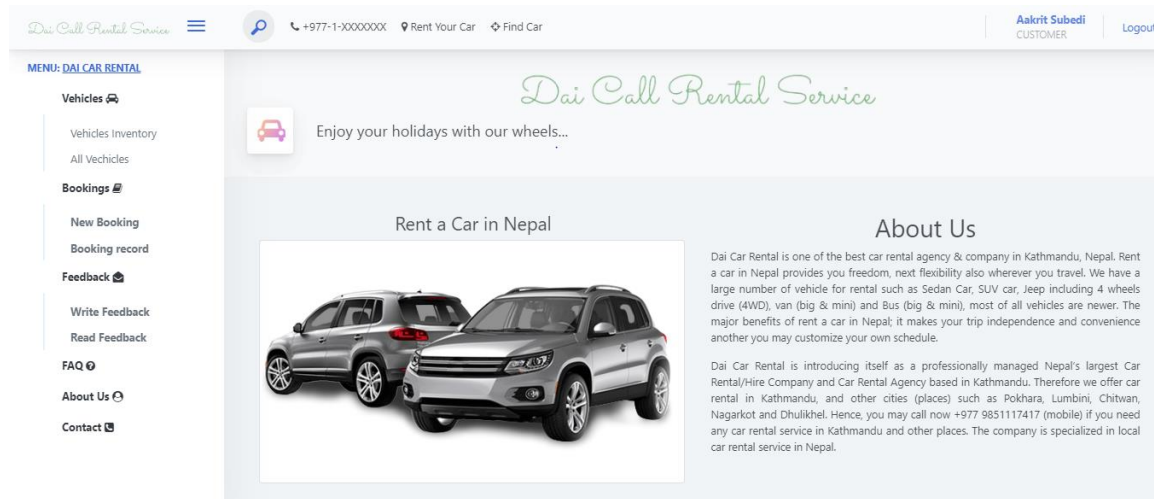 Dai Call Rental Service
+977-1-XXXXXXX Rent Your Car Find Car
Aakrit Subedi
CUSTOMER
Logout
MENU: DAI CAR RENTAL
Vehicles
Vehicles Inventory
All Vechicles
Bookings
New Booking
Booking record
Feedback
Write Feedback
Read Feedback
FAQ
About Us
Contact
Dai Call Rental Service
Enjoy your holidays with our wheels...
Rent a Car in Nepal
About Us
Dai Car Rental is one of the best car rental agency & company in Kathmandu, Nepal. Rent
a car in Nepal provides you freedom, next flexibility also wherever you travel. We have a
large number of vehicle for rental such as Sedan Car, SUV car, Jeep including 4 wheels
drive (4WD), van (big & mini) and Bus (big & mini), most of all vehicles are newer. The
major benefits of rent a car in Nepal; it makes your trip independence and convenience
another you may customize your own schedule.
Dai Car Rental is introducing itself as a professionally managed Nepal's largest Car
Rental/Hire Company and Car Rental Agency based in Kathmandu. Therefore we offer car
rental in Kathmandu, and other cities (places) such as Pokhara, Lumbini, Chitwan,
Nagarkot and Dhulikhel. Hence, you may call now +977 9851117417 (mobile) if you need
any car rental service in Kathmandu and other places. The company is specialized in local
car rental service in Nepal.